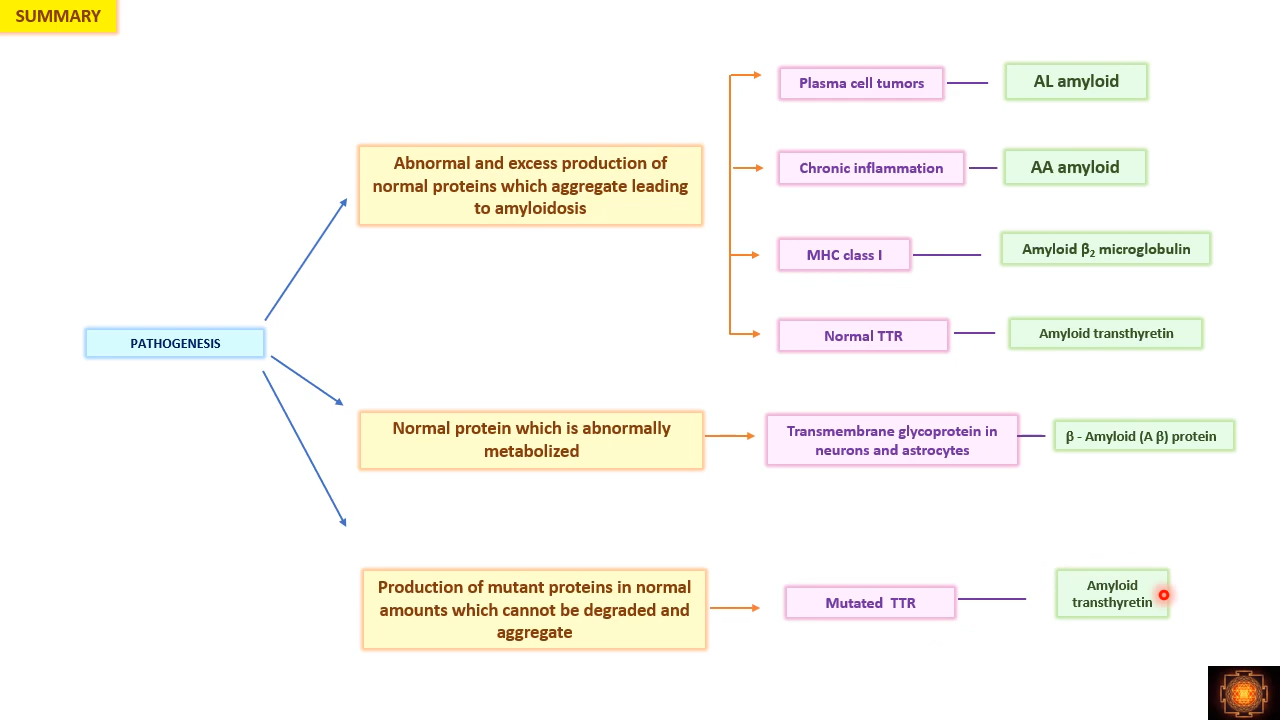 SUMMARY
Plasma cell tumors
AL amyloid
Abnormal and excess production of
normal proteins which aggregate leading
to amyloidosis
Chronic inflammation
AA amyloid
MHC class I
Amyloid β₂ microglobulin
Normal TTR
Amyloid transthyretin
PATHOGENESIS
Normal protein which is abnormally
metabolized
Transmembrane glycoprotein in
neurons and astrocytes
β - Amyloid (A β) protein
Production of mutant proteins in normal
amounts which cannot be degraded and
aggregate
Mutated TTR
Amyloid
transthyretin